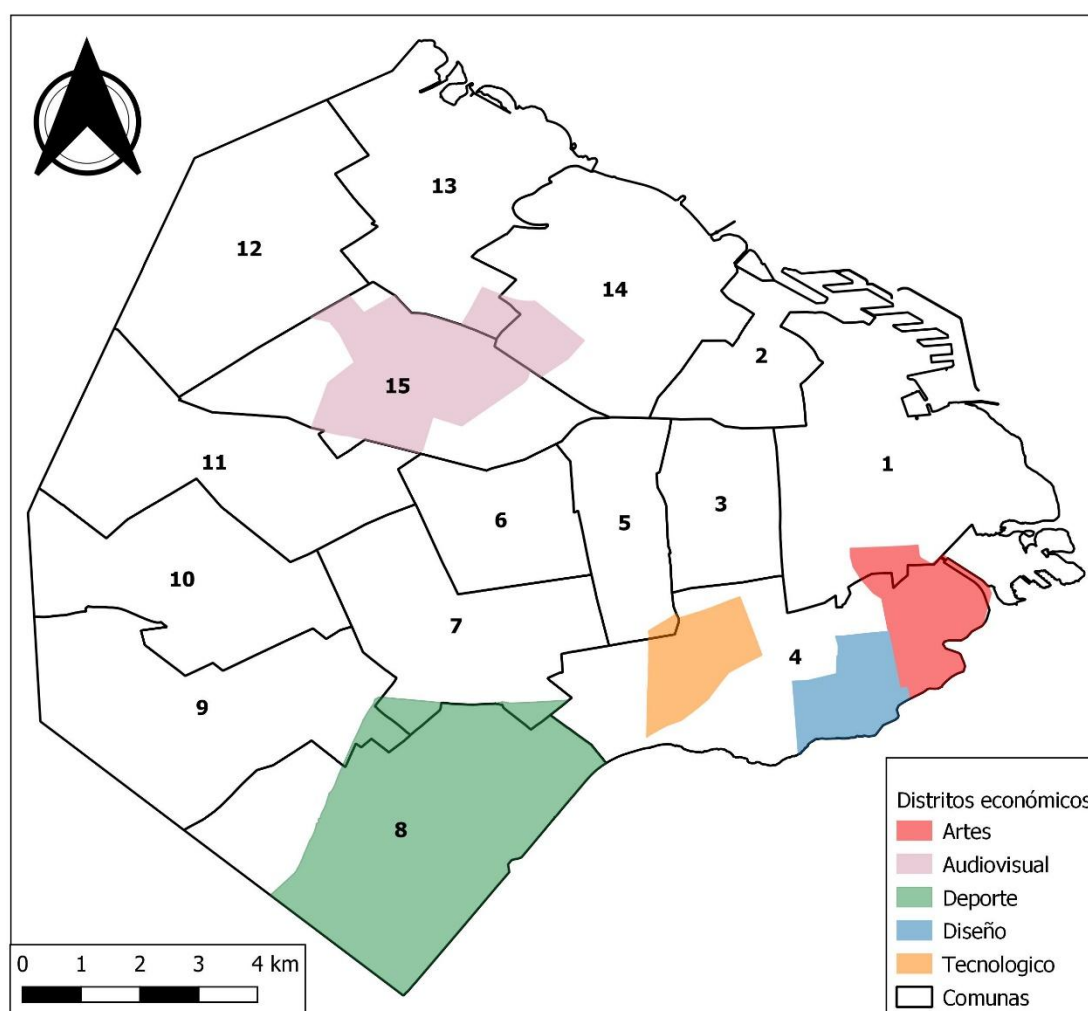 13
12
14
2
15
1
11
3
6
5
10
7
4
9
8
Distritos económicos
Artes
Audiovisual
Deporte
Diseño
Tecnologico
Comunas
0 1 2 3 4 km